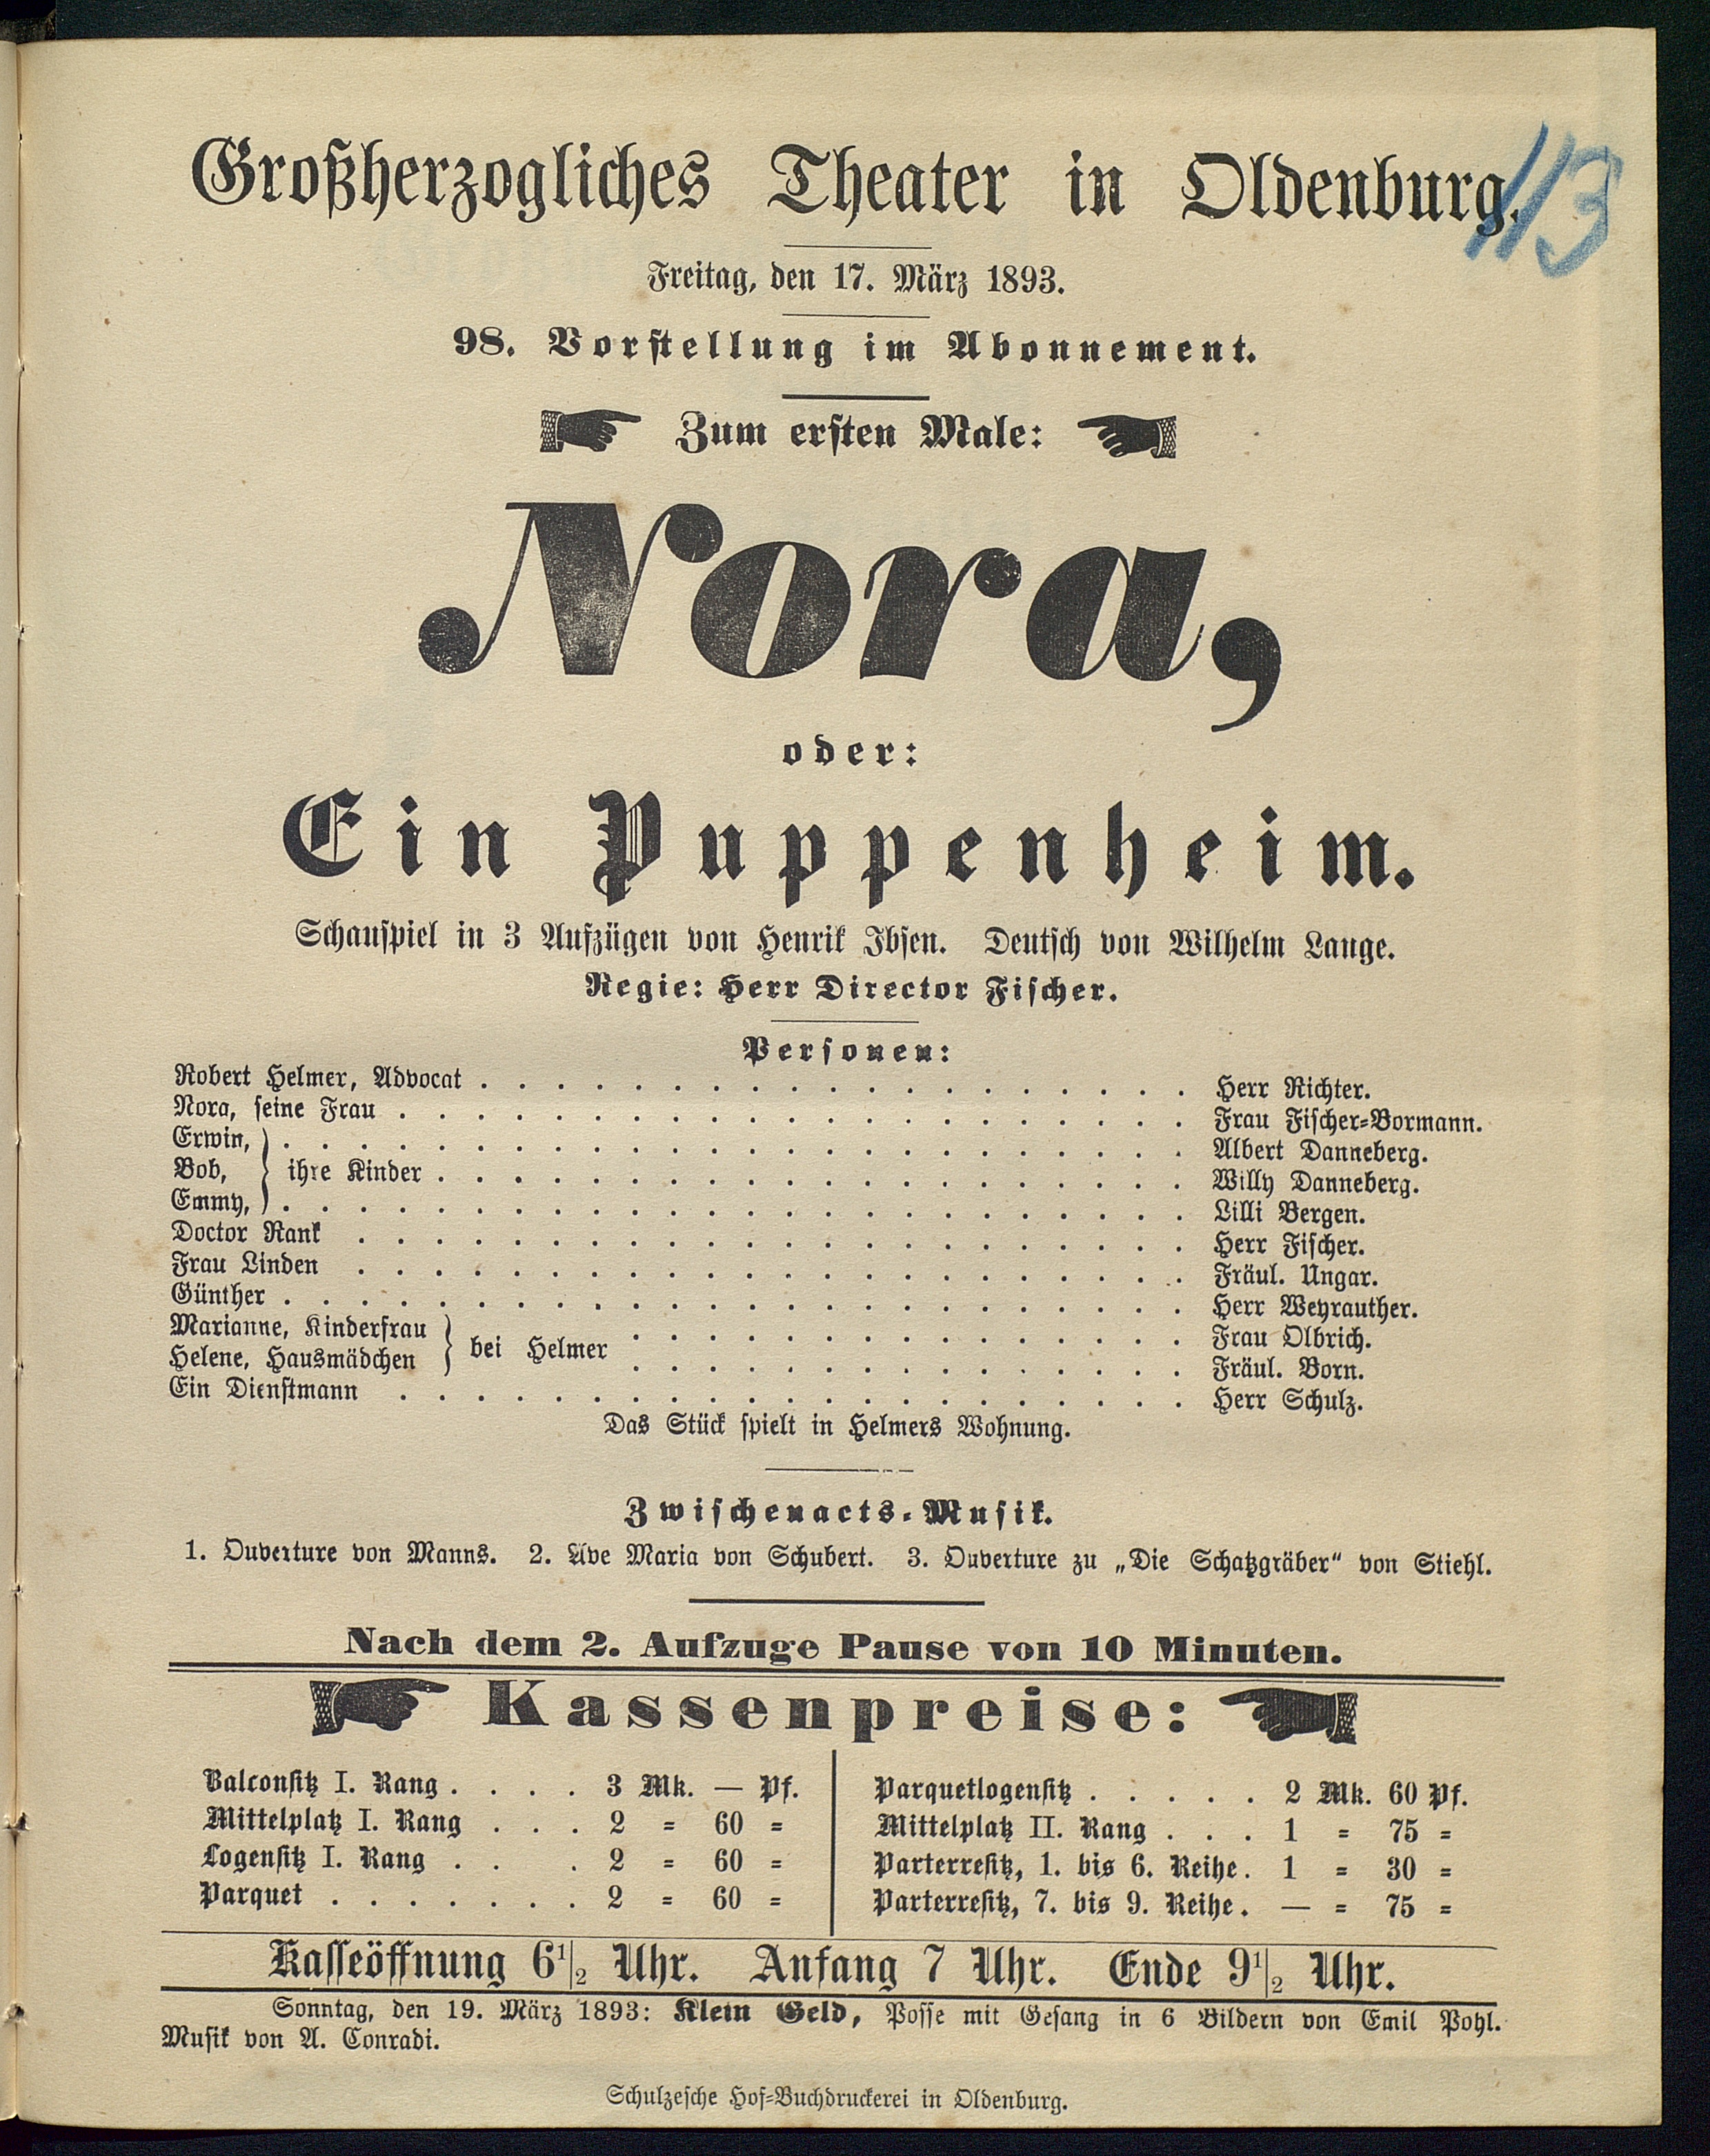 113
Großherzogliches Theater in Oldenburg.
Freitag, den 17. März 1893.
98. Vorstellung im Abonnement.
Zum ersten Male:
Nora,
oder:
Ein Puppenheim.
Schauspiel in 3 Aufzügen von Henrik Ibsen. Deutsch von Wilhelm Lange.
Regie: Herr Director Fischer.
Personen:
Robert Helmer, Advocat . . . . . . . . . . . . . . . . . . . Herr Richter.
Nora, seine Frau . . . . . . . . . . . . . . . . . . . . . Frau Fischer=Bormann.
Erwin, } . . . . . . . . . . . . . . . . . . . . . . . . Albert Danneberg.
Bob, } ihre Kinder . . . . . . . . . . . . . . . . . . . . Willy Danneberg.
Emmy, } . . . . . . . . . . . . . . . . . . . . . . . . Lilli Bergen.
Doctor Rank . . . . . . . . . . . . . . . . . . . . . . Herr Fischer.
Frau Linden . . . . . . . . . . . . . . . . . . . . . . Fräul. Ungar.
Günther . . . . . . . . . . . . . . . . . . . . . . . . Herr Weyrauther.
Marianne, Kinderfrau } bei Helmer . . . . . . . . . . . . . . . Frau Olbrich.
Helene, Hausmädchen } . . . . . . . . . . . . . . . Fräul. Born.
Ein Dienstmann . . . . . . . . . . . . . . . . . . . . . Herr Schulz.
Das Stück spielt in Helmers Wohnung.
Zwischenacts=Musik.
1. Ouverture von Manns. 2. Ave Maria von Schubert. 3. Ouverture zu „Die Schatzgräber“ von Stiehl.
Nach dem 2. Aufzuge Pause von 10 Minuten.
Kassenpreise:
Balconsitz I. Rang . . . . 3 Mk. — Pf.
Mittelplatz I. Rang . . . 2 = 60 =
Logensitz I. Rang . . . 2 = 60 =
Parquet . . . . . . . 2 = 60 =
Parquetlogensitz . . . . . 2 Mk. 60 Pf.
Mittelplatz II. Rang . . . 1 = 75 =
Parterresitz, 1. bis 6. Reihe. 1 = 30 =
Parterresitz, 7. bis 9. Reihe. — = 75 =
Kasseöffnung 6 1/2 Uhr. Anfang 7 Uhr. Ende 9 1/2 Uhr.
Sonntag, den 19. März 1893: Klein Geld, Posse mit Gesang in 6 Bildern von Emil Pohl.
Musik von A. Conradi.
Schulzesche Hof=Buchdruckerei in Oldenburg.